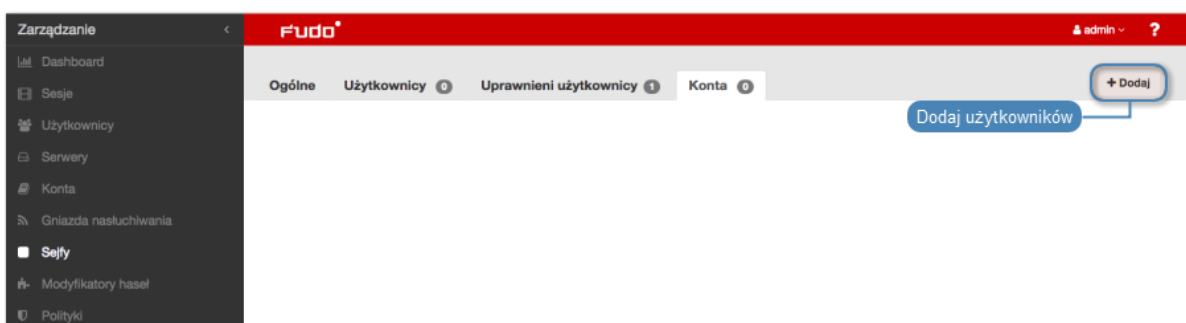 Zarządzanie
Fudo
admin
?
Dashboard
Sesje
Użytkownicy
Serwery
Konta
Gniazda nasłuchiwania
Sejfy
Modyfikatory haseł
Polityki
Ogólne Użytkownicy 0 Uprawnieni użytkownicy 1 Konta 0
+ Dodaj
Dodaj użytkowników